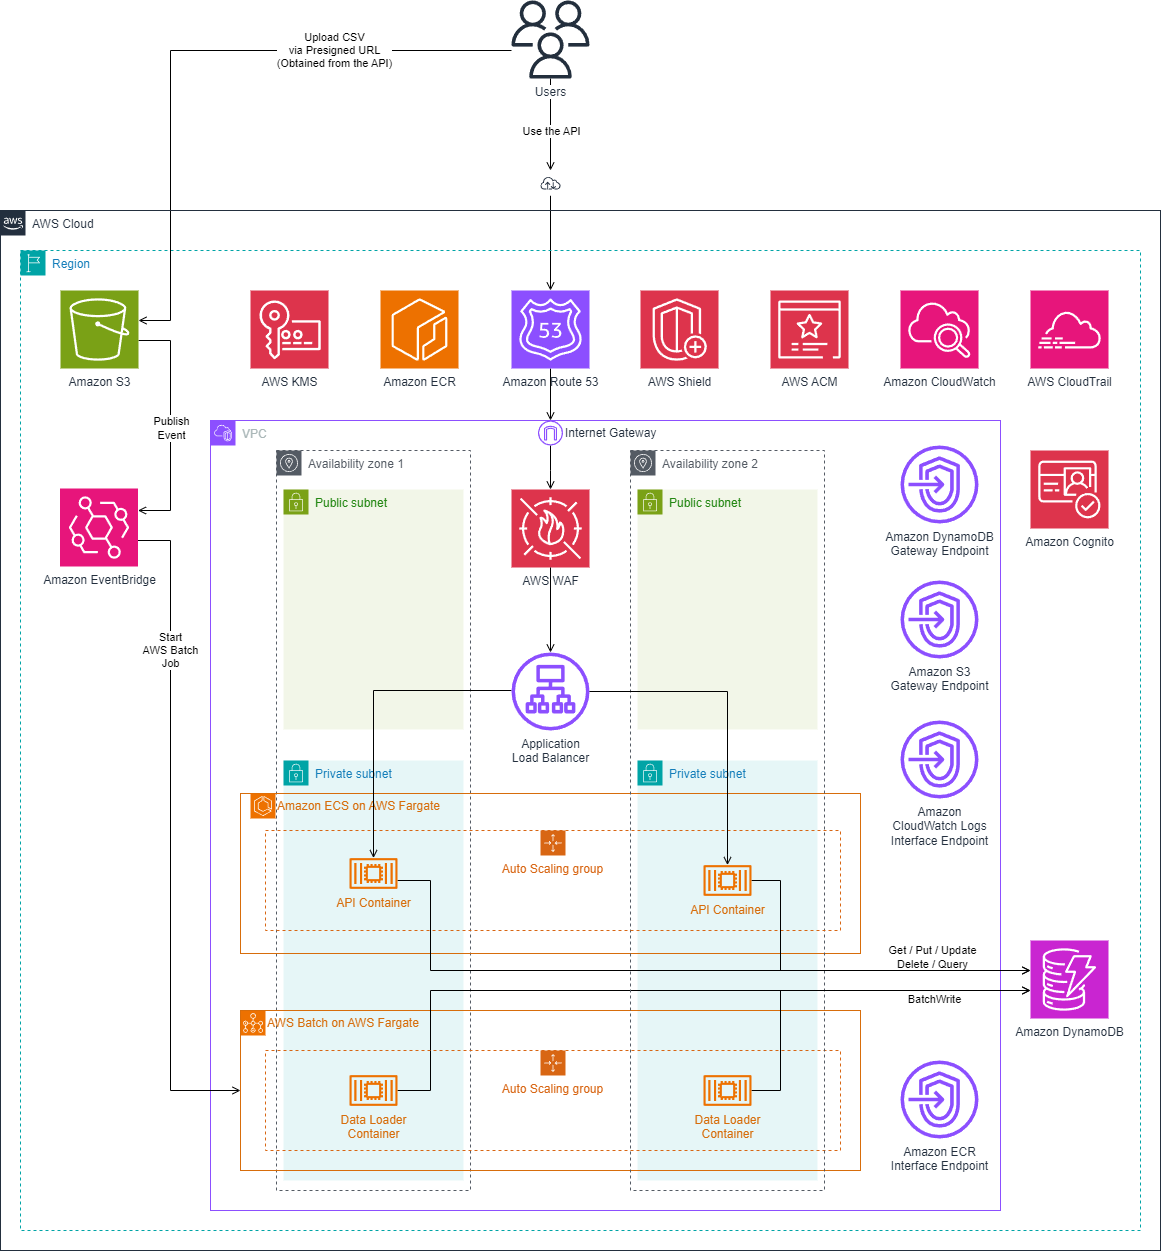 Upload CSV
via Presigned URL
(Obtained from the API)
Users
Use the API
aws
AWS Cloud
Region
53
Amazon S3
AWS KMS
Amazon ECR
Amazon Route 53
AWS Shield
AWS ACM
Amazon CloudWatch
AWS CloudTrail
Publish
Event
VPC
Internet Gateway
Availability zone 1
Availability zone 2
Public subnet
Public subnet
Amazon DynamoDB
Gateway Endpoint
Amazon Cognito
Amazon EventBridge
AWS WAF
Start
AWS Batch
Job
Amazon S3
Gateway Endpoint
Application
Load Balancer
Private subnet
Private subnet
Amazon ECS on AWS Fargate
Amazon
CloudWatch Logs
Interface Endpoint
Auto Scaling group
API Container
API Container
Get / Put / Update
Delete / Query
BatchWrite
Amazon DynamoDB
AWS Batch on AWS Fargate
Auto Scaling group
Data Loader
Container
Data Loader
Container
Amazon ECR
Interface Endpoint